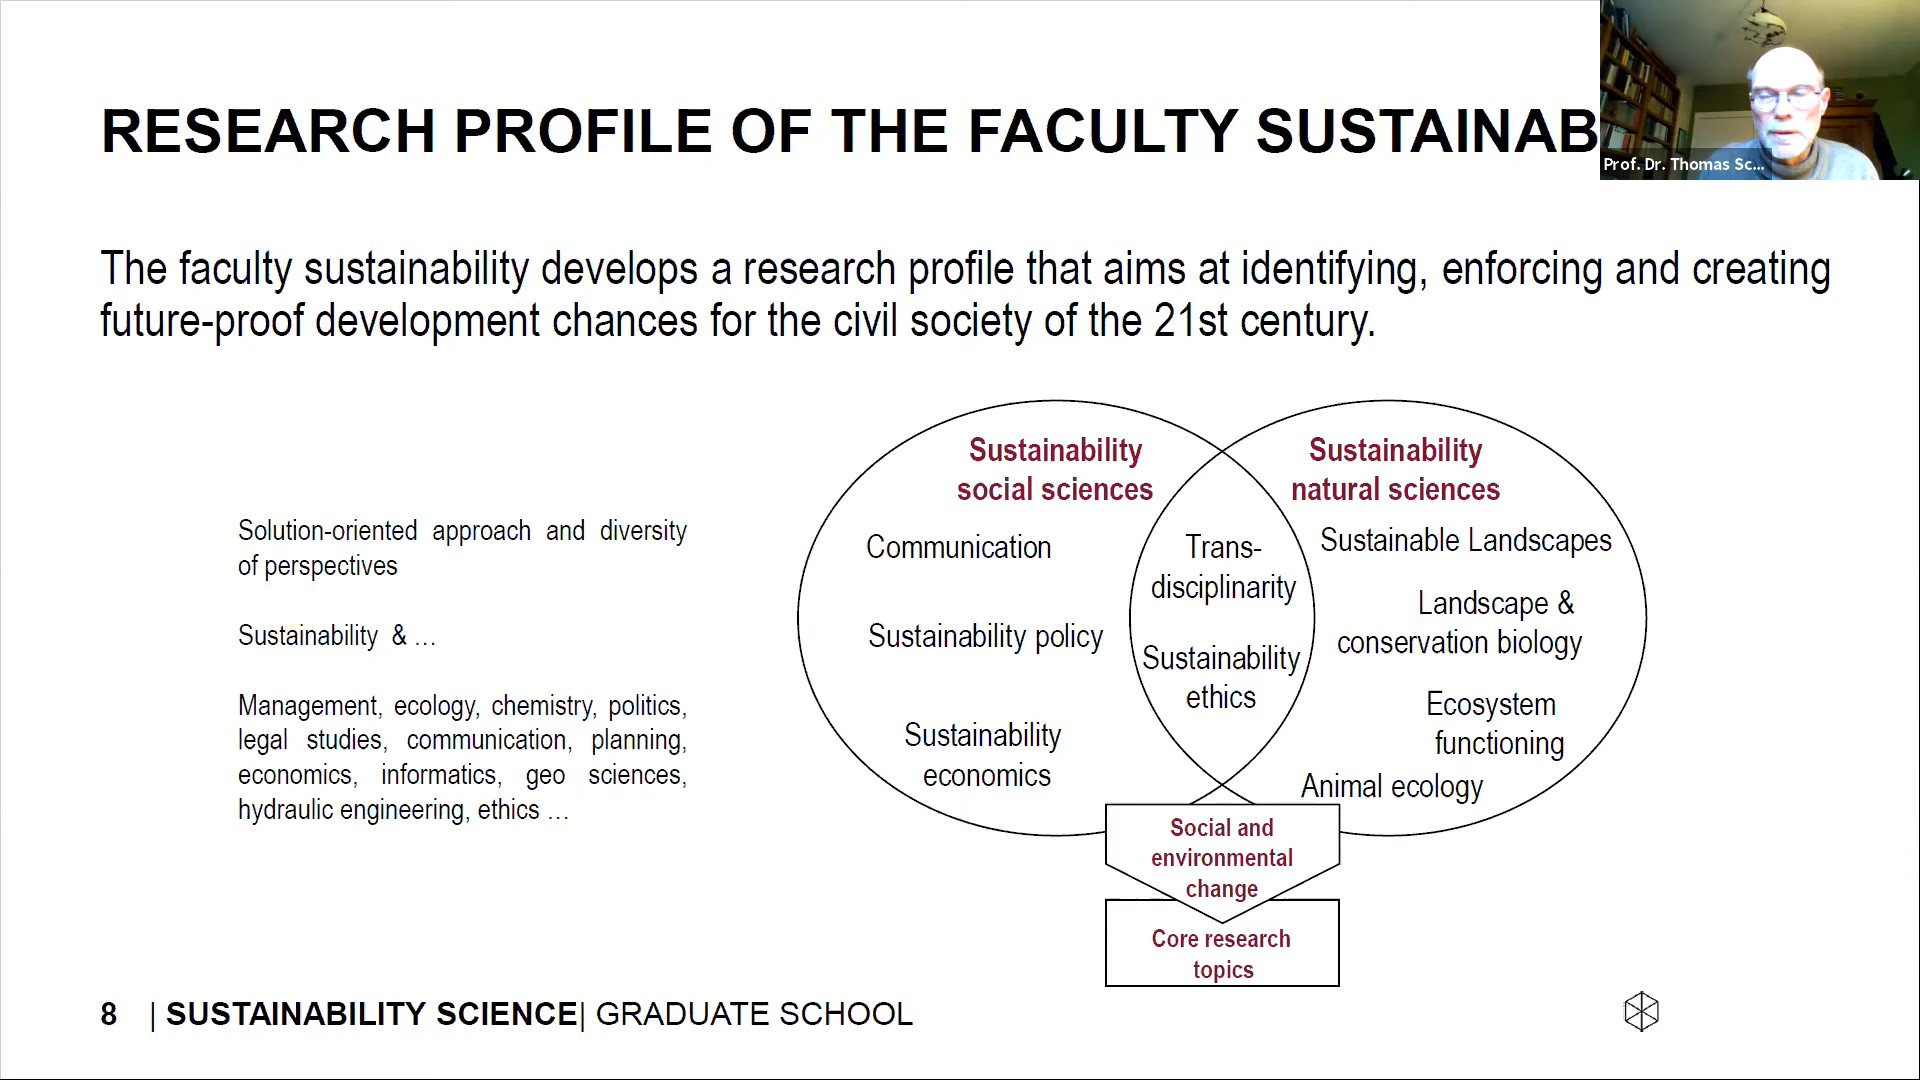 RESEARCH PROFILE OF THE FACULTY SUSTAINAB
Prof. Dr. Thomas Sc...
The faculty sustainability develops a research profile that aims at identifying, enforcing and creating
future-proof development chances for the civil society of the 21st century.
Solution-oriented approach and diversity
of perspectives
Sustainability & …
Management, ecology, chemistry, politics,
legal studies, communication, planning,
economics, informatics, geo sciences,
hydraulic engineering, ethics …
Sustainability
social sciences
Communication
Sustainability policy
Sustainability
economics
Trans-
disciplinarity
Sustainability
ethics
Sustainability
natural sciences
Sustainable Landscapes
Landscape &
conservation biology
Ecosystem
functioning
Animal ecology
Social and
environmental
change
Core research
topics
8 | SUSTAINABILITY SCIENCE| GRADUATE SCHOOL